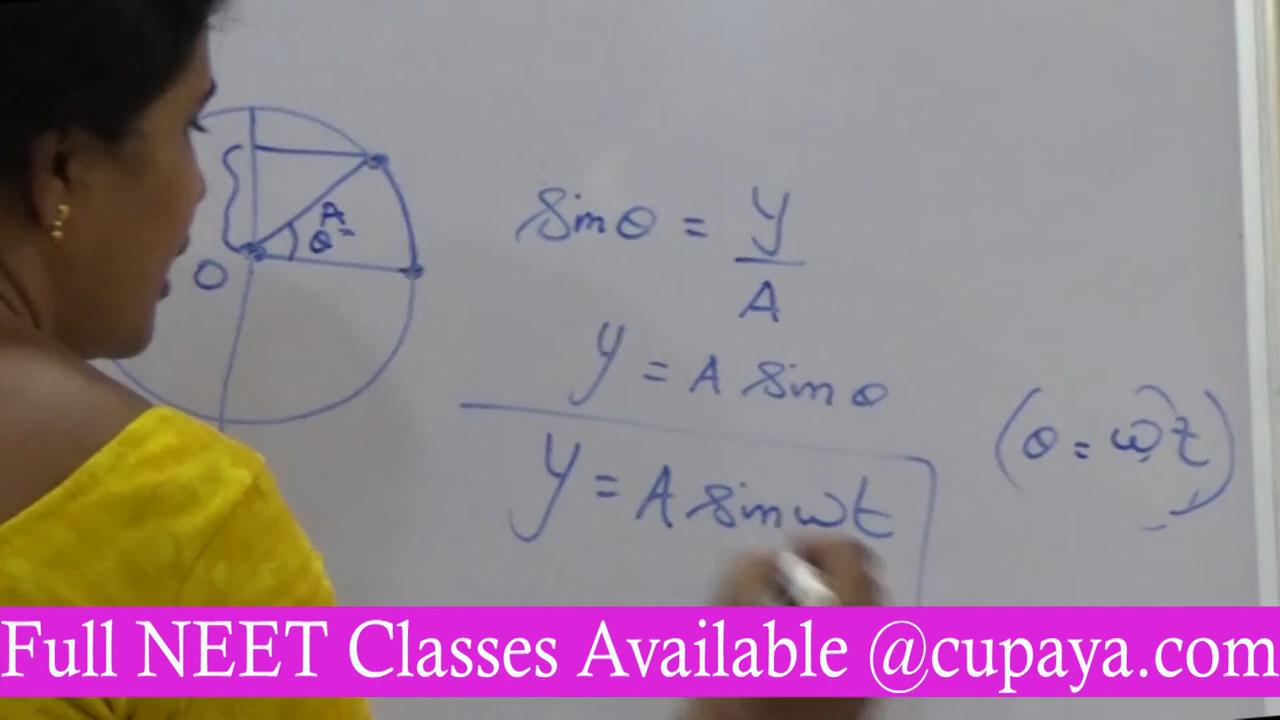 A
θ =
O
Sinθ = y/A
y = A Sinθ
(θ = ωt)
y = A Sinωt
Full NEET Classes Available @cupaya.com